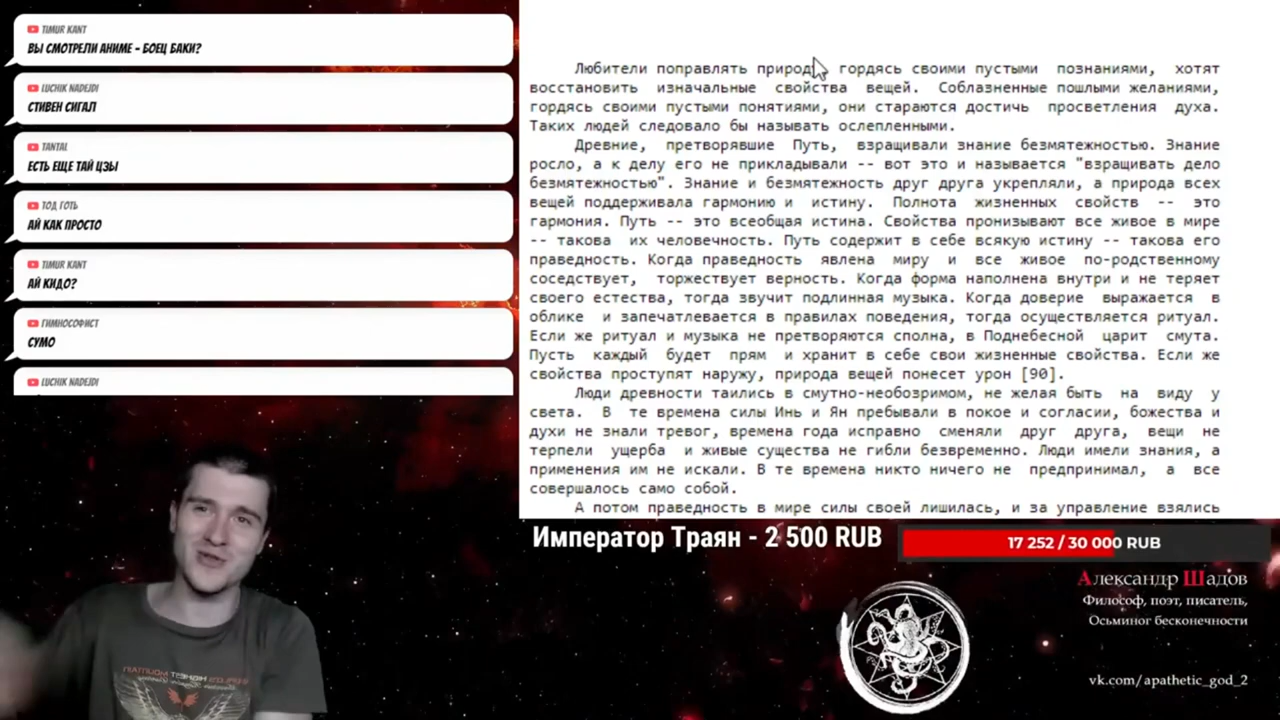 TIMUR KANT
ВЫ СМОТРЕЛИ АНИМЕ - БОЕЦ БАКИ?
LUCHIK NADEJDI
СТИВЕН СИГАЛ
TANTAL
ЕСТЬ ЕЩЕ ТАЙ ЦЗЫ
ТОД ГОТЬ
АЙ КАК ПРОСТО
TIMUR KANT
АЙ КИДО?
ГИМНОСОФИСТ
СУМО
LUCHIK NADEJDI
Любители поправлять природу, гордясь своими пустыми познаниями, хотят
восстановить изначальные свойства вещей. Соблазненные пошлыми желаниями,
гордясь своими пустыми понятиями, они стараются достичь просветления духа.
Таких людей следовало бы называть ослепленными.
Древние, претворявшие Путь, взращивали знание безмятежностью. Знание
росло, а к делу его не прикладывали -- вот это и называется "взращивать дело
безмятежностью". Знание и безмятежность друг друга укрепляли, а природа всех
вещей поддерживала гармонию и истину. Полнота жизненных свойств -- это
гармония. Путь -- это всеобщая истина. Свойства пронизывают все живое в мире
-- такова их человечность. Путь содержит в себе всякую истину -- такова его
праведность. Когда праведность явлена миру и все живое по-родственному
соседствует, торжествует верность. Когда форма наполнена внутри и не теряет
своего естества, тогда звучит подлинная музыка. Когда доверие выражается в
облике и запечатлевается в правилах поведения, тогда осуществляется ритуал.
Если же ритуал и музыка не претворяются сполна, в Поднебесной царит смута.
Пусть каждый будет прям и хранит в себе свои жизненные свойства. Если же
свойства проступят наружу, природа вещей понесет урон [90].
Люди древности таились в смутно-необозримом, не желая быть на виду у
света. В те времена силы Инь и Ян пребывали в покое и согласии, божества и
духи не знали тревог, времена года исправно сменяли друг друга, вещи не
терпели ущерба и живые существа не гибли безвременно. Люди имели знания, а
применения им не искали. В те времена никто ничего не предпринимал, а все
совершалось само собой.
А потом праведность в мире силы своей лишилась, и за управление взялись
Император Траян - 2 500 RUB
17 252 / 30 000 RUB
Александр Шадов
Философ, поэт, писатель,
Осьминог бесконечности
vk.com/apathetic_god_2